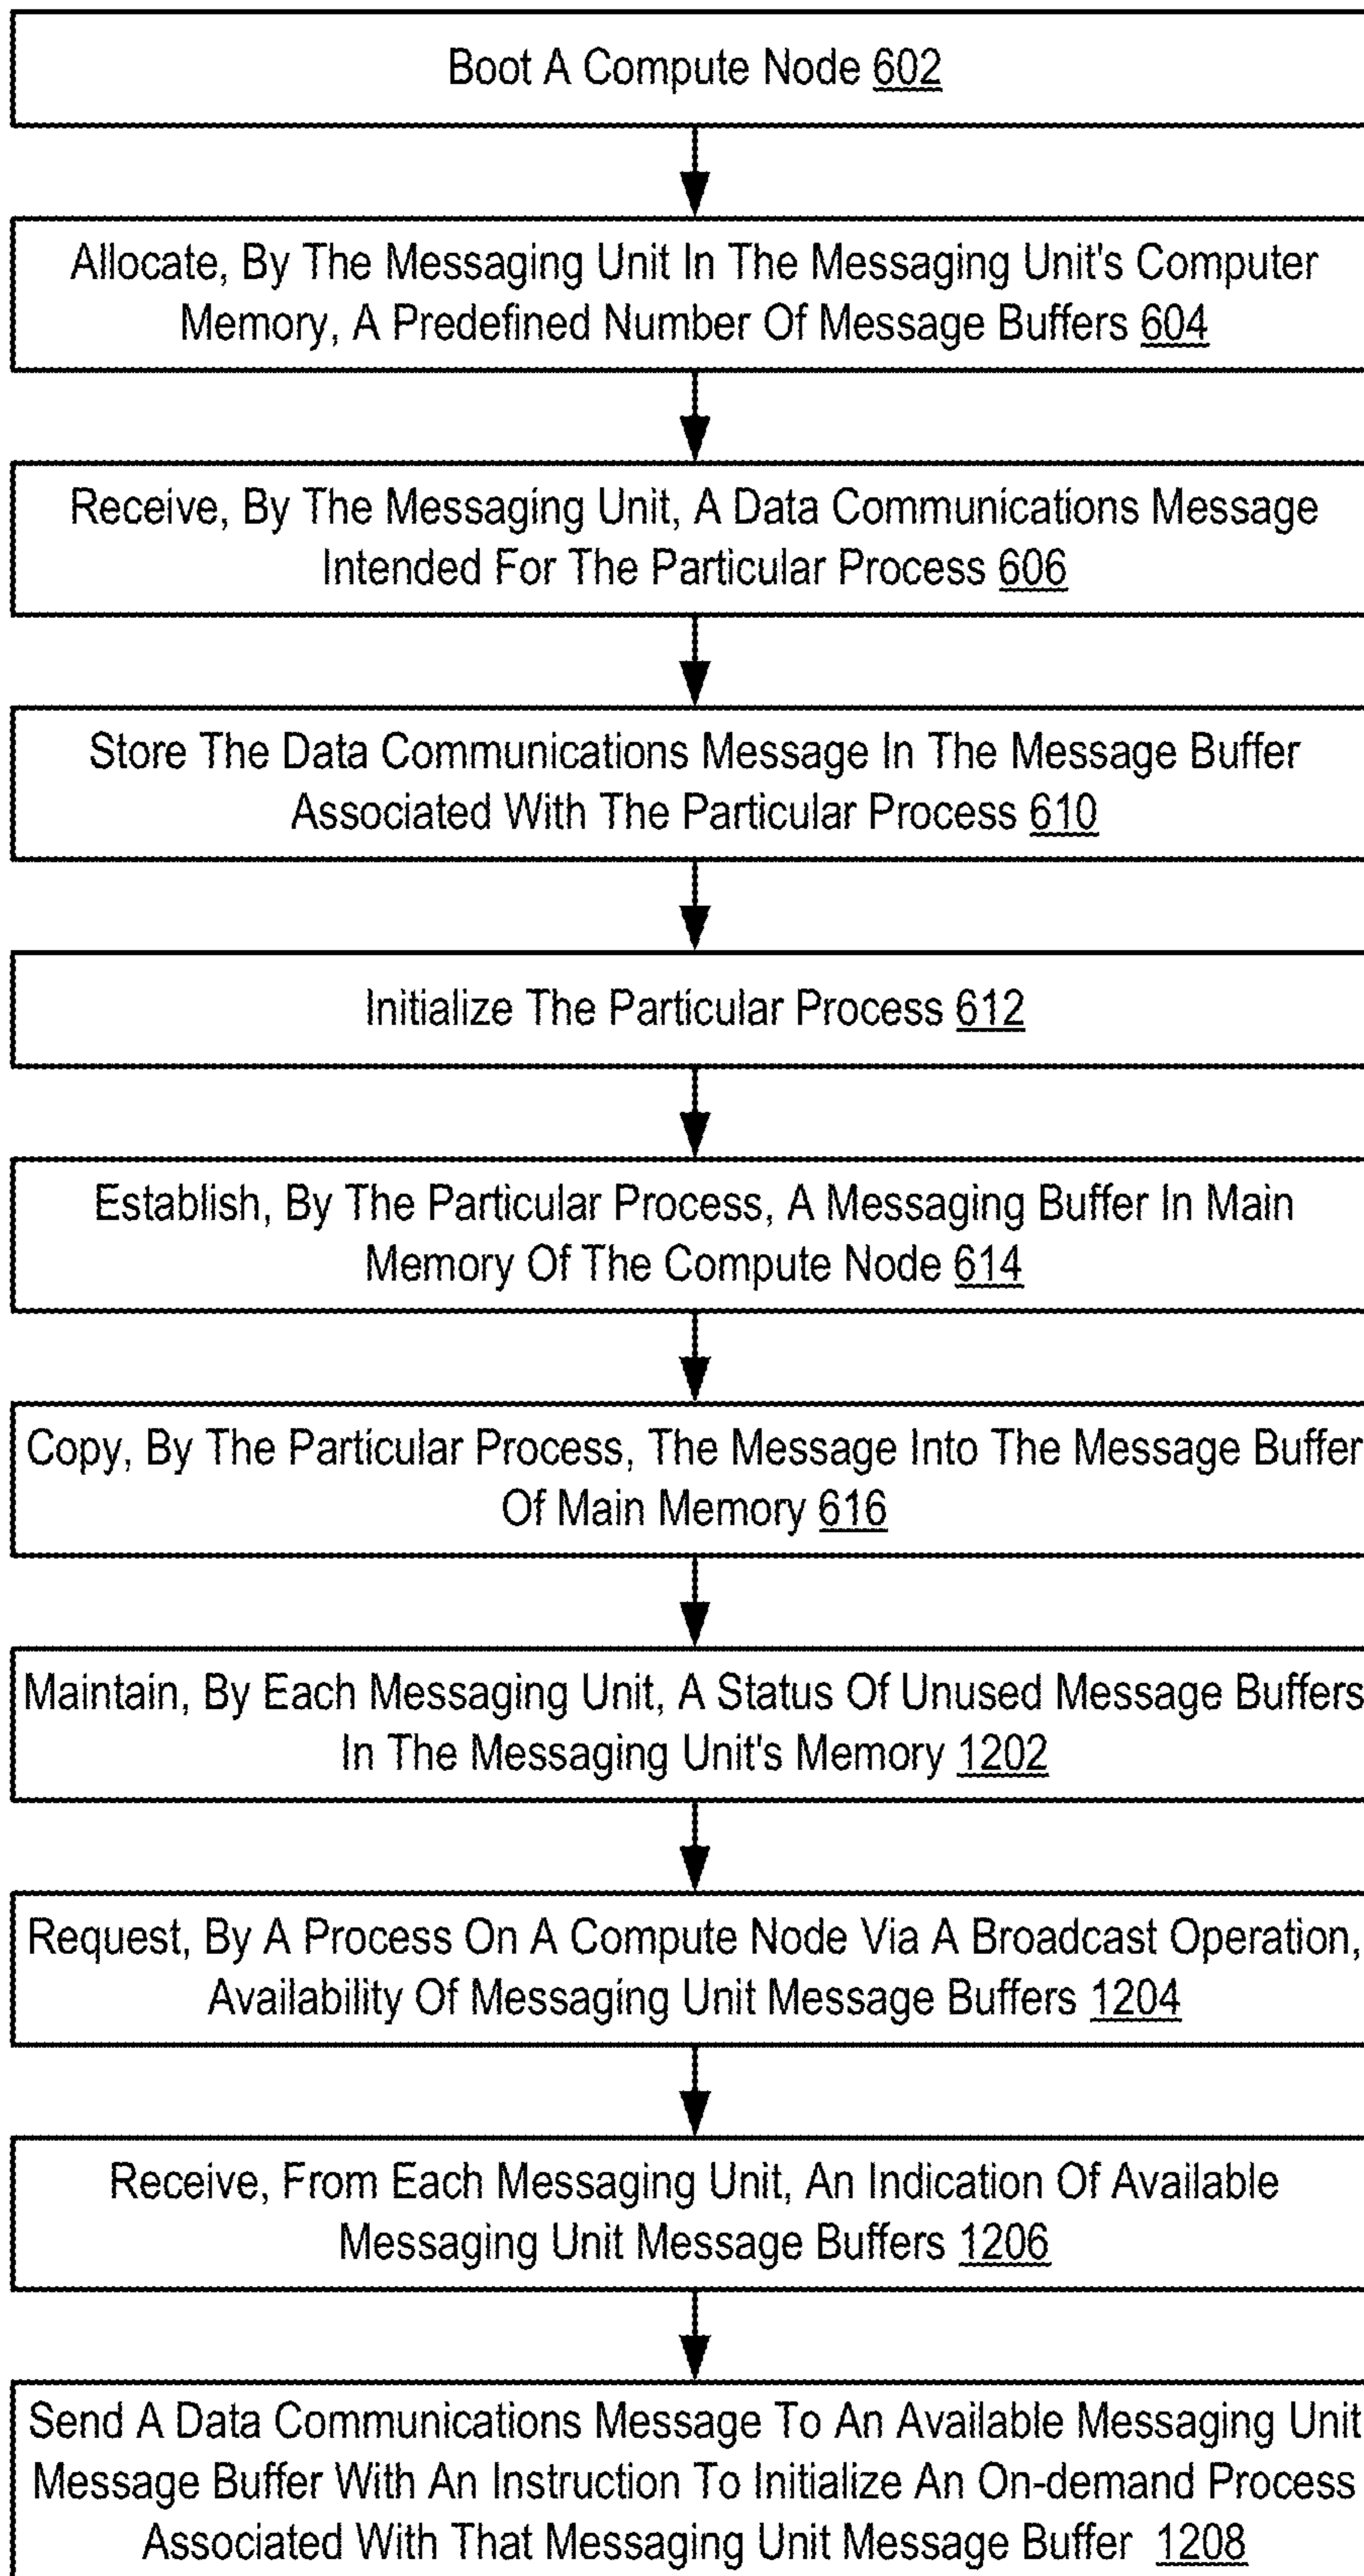 Boot A Compute Node 602
Allocate, By The Messaging Unit In The Messaging Unit's Computer
Memory, A Predefined Number Of Message Buffers 604
Receive, By The Messaging Unit, A Data Communications Message
Intended For The Particular Process 606
Store The Data Communications Message In The Message Buffer
Associated With The Particular Process 610
Initialize The Particular Process 612
Establish, By The Particular Process, A Messaging Buffer In Main
Memory Of The Compute Node 614
Copy, By The Particular Process, The Message Into The Message Buffer
Of Main Memory 616
Maintain, By Each Messaging Unit, A Status Of Unused Message Buffers
In The Messaging Unit's Memory 1202
Request, By A Process On A Compute Node Via A Broadcast Operation,
Availability Of Messaging Unit Message Buffers 1204
Receive, From Each Messaging Unit, An Indication Of Available
Messaging Unit Message Buffers 1206
Send A Data Communications Message To An Available Messaging Unit
Message Buffer With An Instruction To Initialize An On-demand Process
Associated With That Messaging Unit Message Buffer 1208